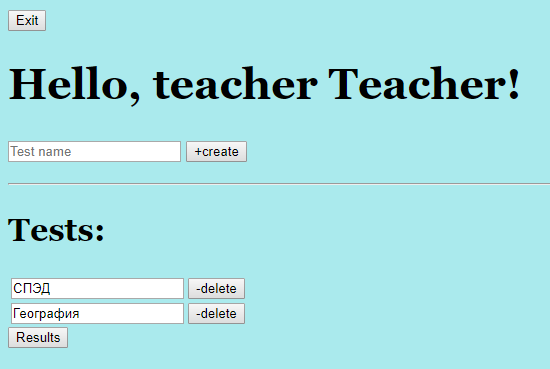 Exit
Hello, teacher Teacher!
Test name +create
Tests:
СПЭД -delete
География -delete
Results